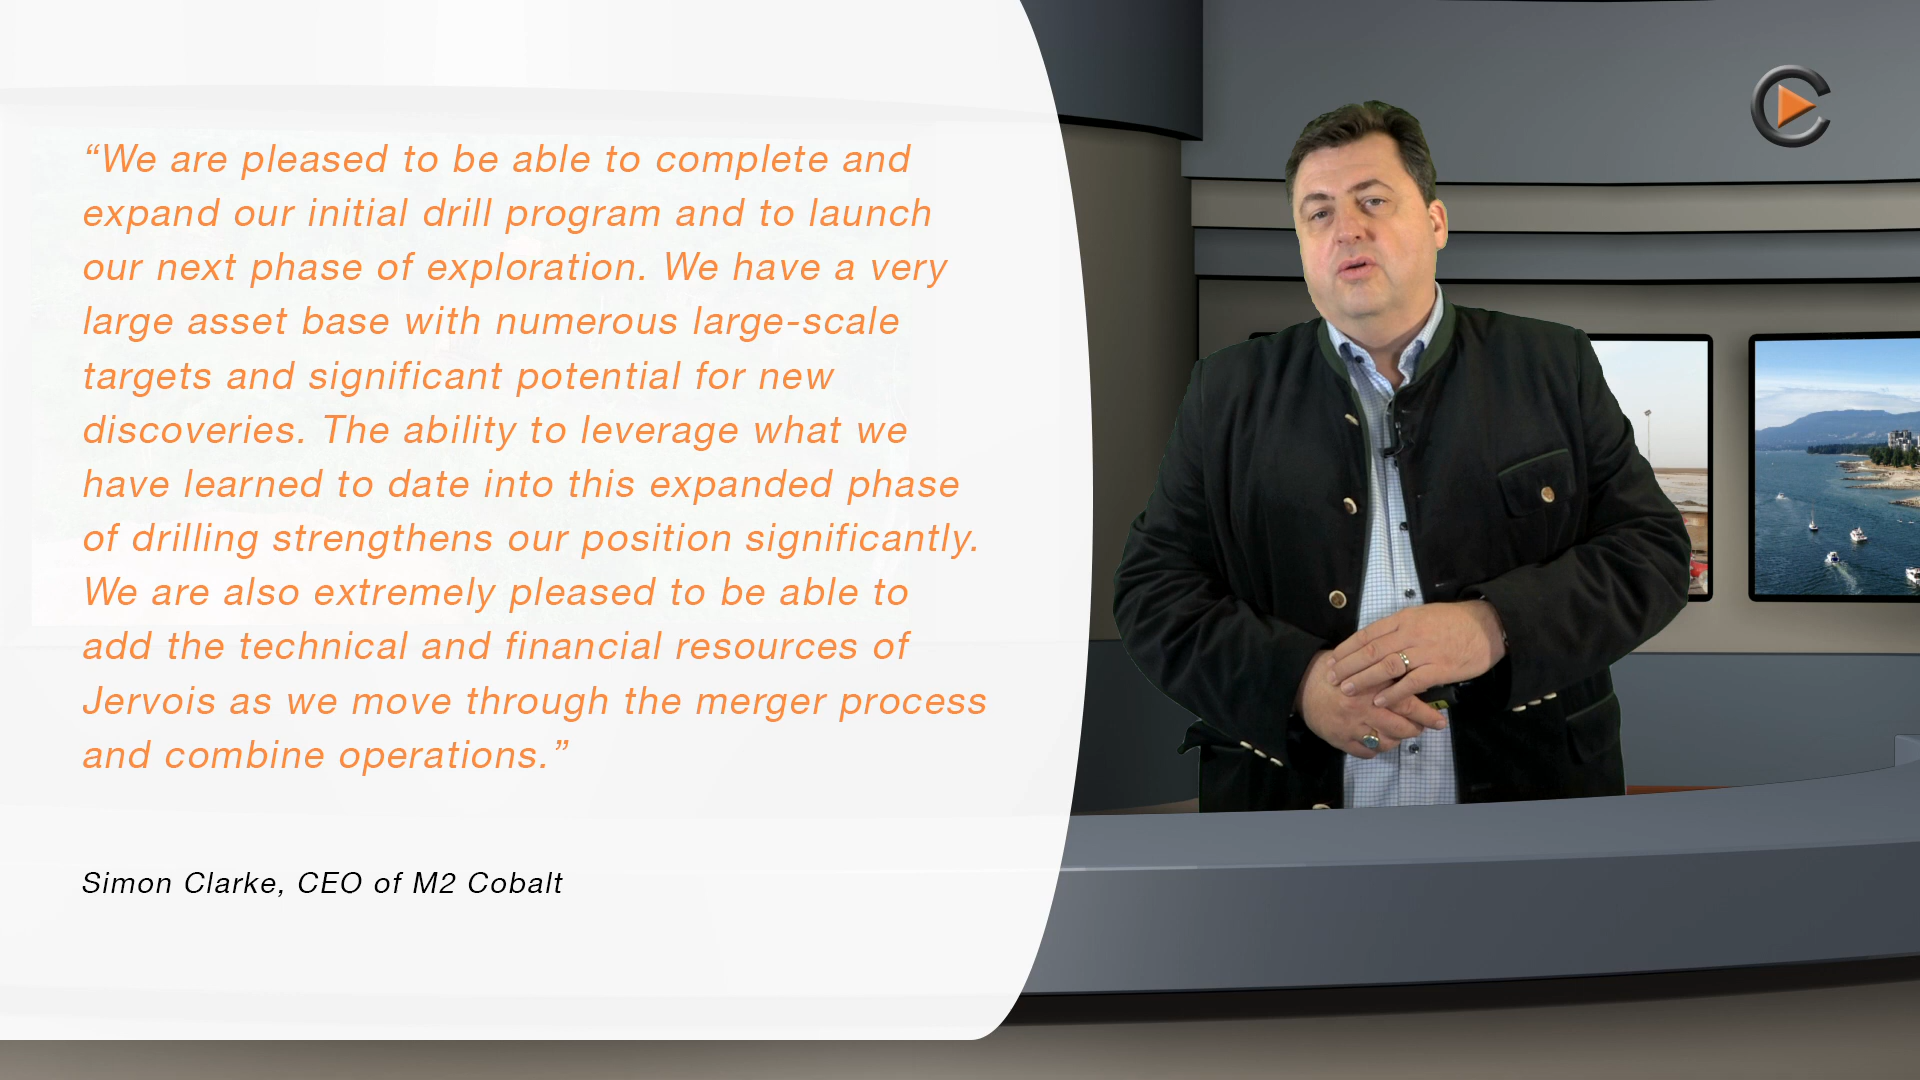 “We are pleased to be able to complete and
expand our initial drill program and to launch
our next phase of exploration. We have a very
large asset base with numerous large-scale
targets and significant potential for new
discoveries. The ability to leverage what we
have learned to date into this expanded phase
of drilling strengthens our position significantly.
We are also extremely pleased to be able to
add the technical and financial resources of
Jervois as we move through the merger process
and combine operations.”
Simon Clarke, CEO of M2 Cobalt